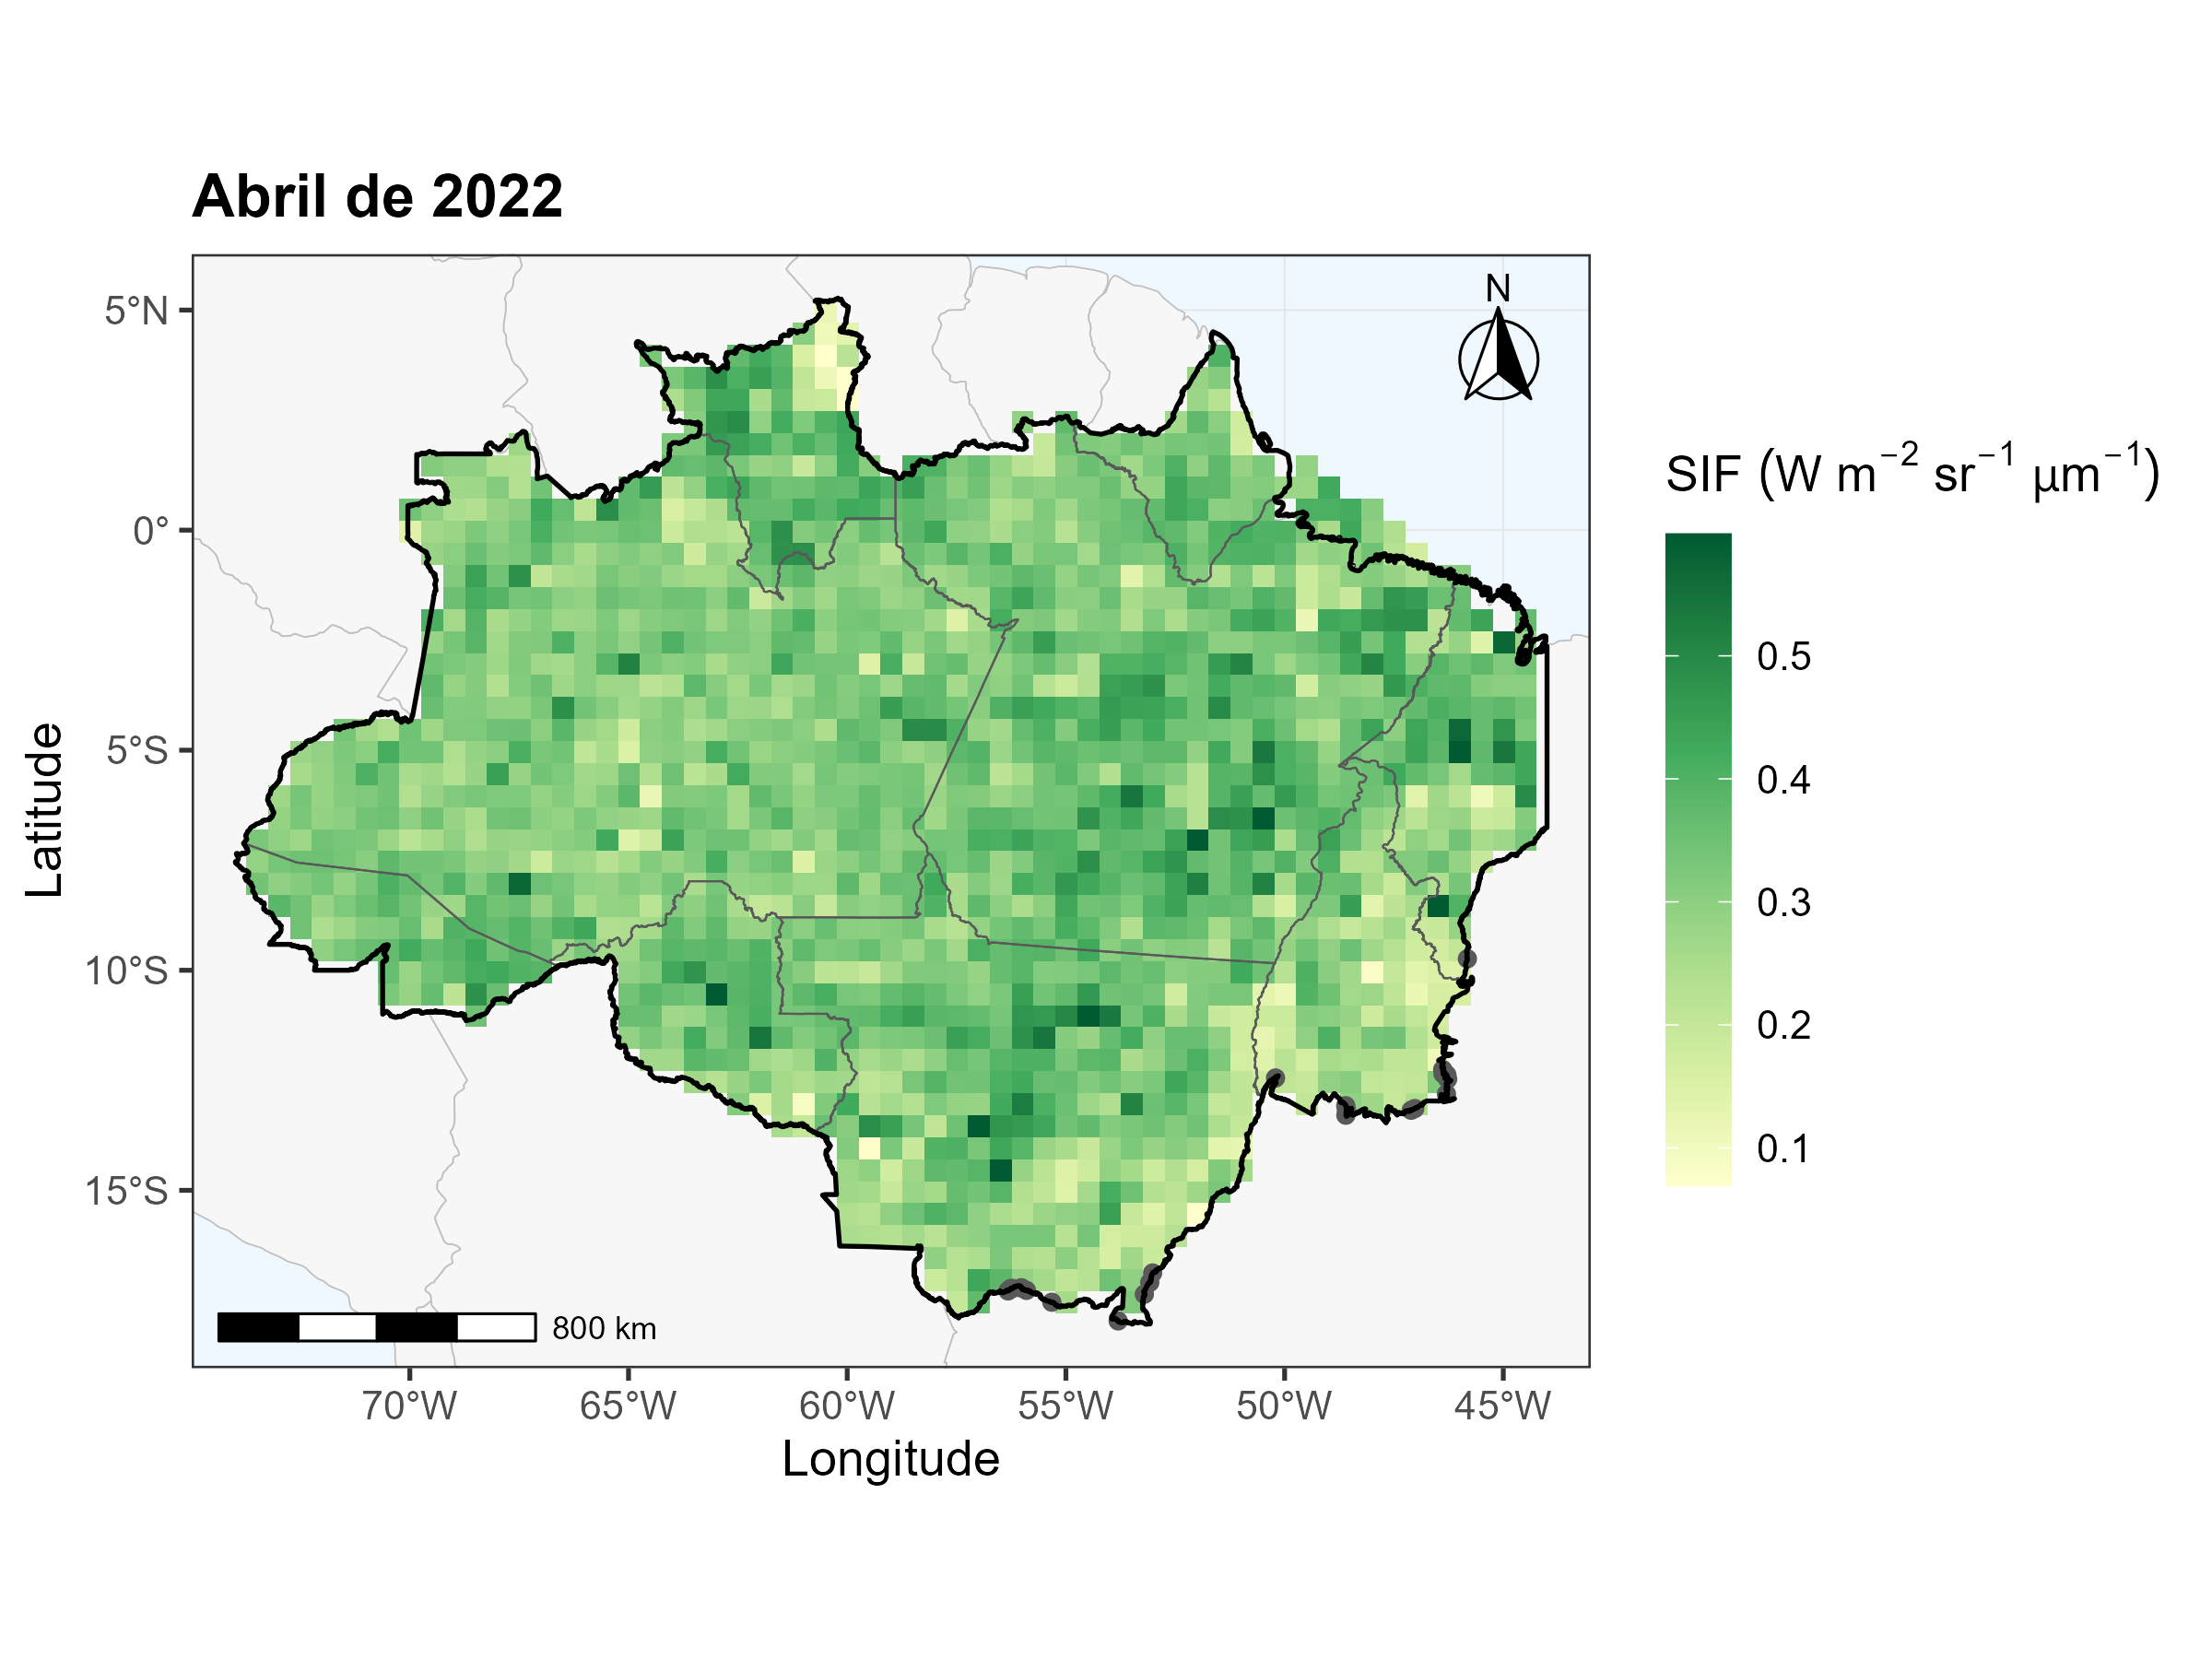 Abril de 2022
N
5°N
0°
5°S
10°S
15°S
Latitude
800 km
70°W 65°W 60°W 55°W 50°W 45°W
Longitude
SIF (W m⁻² sr⁻¹ μm⁻¹)
0.5
0.4
0.3
0.2
0.1